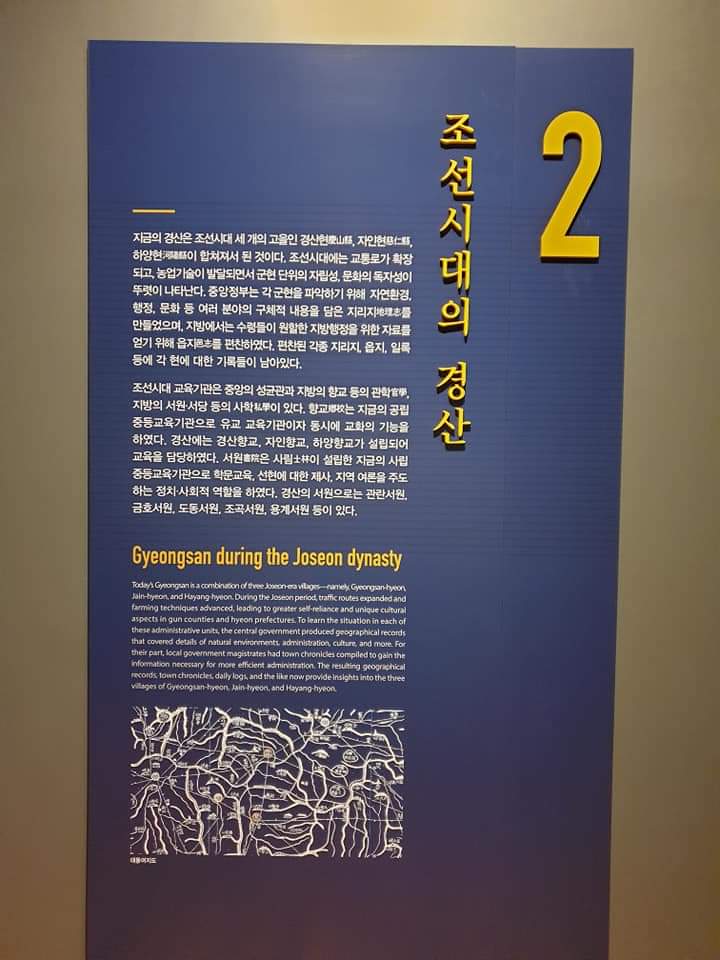 2
조선시대의 경산
지금의 경산은 조선시대 세 개의 고을인 경산현慶山縣, 자인현慈仁縣,
하양현河陽縣이 합쳐져서 된 것이다. 조선시대에는 교통로가 확장
되고, 농업기술이 발달되면서 군현 단위의 자립성, 문화의 독자성이
뚜렷이 나타난다. 중앙정부는 각 군현을 파악하기 위해 자연환경,
행정, 문화 등 여러 분야의 구체적 내용을 담은 지리지地理志를
만들었으며, 지방에서는 수령들이 원활한 지방행정을 위한 자료를
얻기 위해 읍지邑志를 편찬하였다. 편찬된 각종 지리지, 읍지, 일록
등에 각 현에 대한 기록들이 남아있다.
조선시대 교육기관은 중앙의 성균관과 지방의 향교 등의 관학官學,
지방의 서원·서당 등의 사학私學이 있다. 향교鄕校는 지금의 공립
중등교육기관으로 유교 교육기관이자 동시에 교화의 기능을
하였다. 경산에는 경산향교, 자인향교, 하양향교가 설립되어
교육을 담당하였다. 서원書院은 사림士林이 설립한 지금의 사립
중등교육기관으로 학문교육, 선현에 대한 제사, 지역 여론을 주도
하는 정치·사회적 역할을 하였다. 경산의 서원으로는 관란서원,
금호서원, 도동서원, 조곡서원, 용계서원 등이 있다.
Gyeongsan during the Joseon dynasty
Today's Gyeongsan is a combination of three Joseon-era villages—namely, Gyeongsan-hyeon,
Jain-hyeon, and Hayang-hyeon. During the Joseon period, traffic routes expanded and
farming techniques advanced, leading to greater self-reliance and unique cultural
aspects in gun counties and hyeon prefectures. To learn the situation in each of
these administrative units, the central government produced geographical records
that covered details of natural environments, administration, culture, and more. For
their part, local government magistrates had town chronicles compiled to gain the
information necessary for more efficient administration. The resulting geographical
records, town chronicles, daily logs, and the like now provide insights into the three
villages of Gyeongsan-hyeon, Jain-hyeon, and Hayang-hyeon.
대동여지도